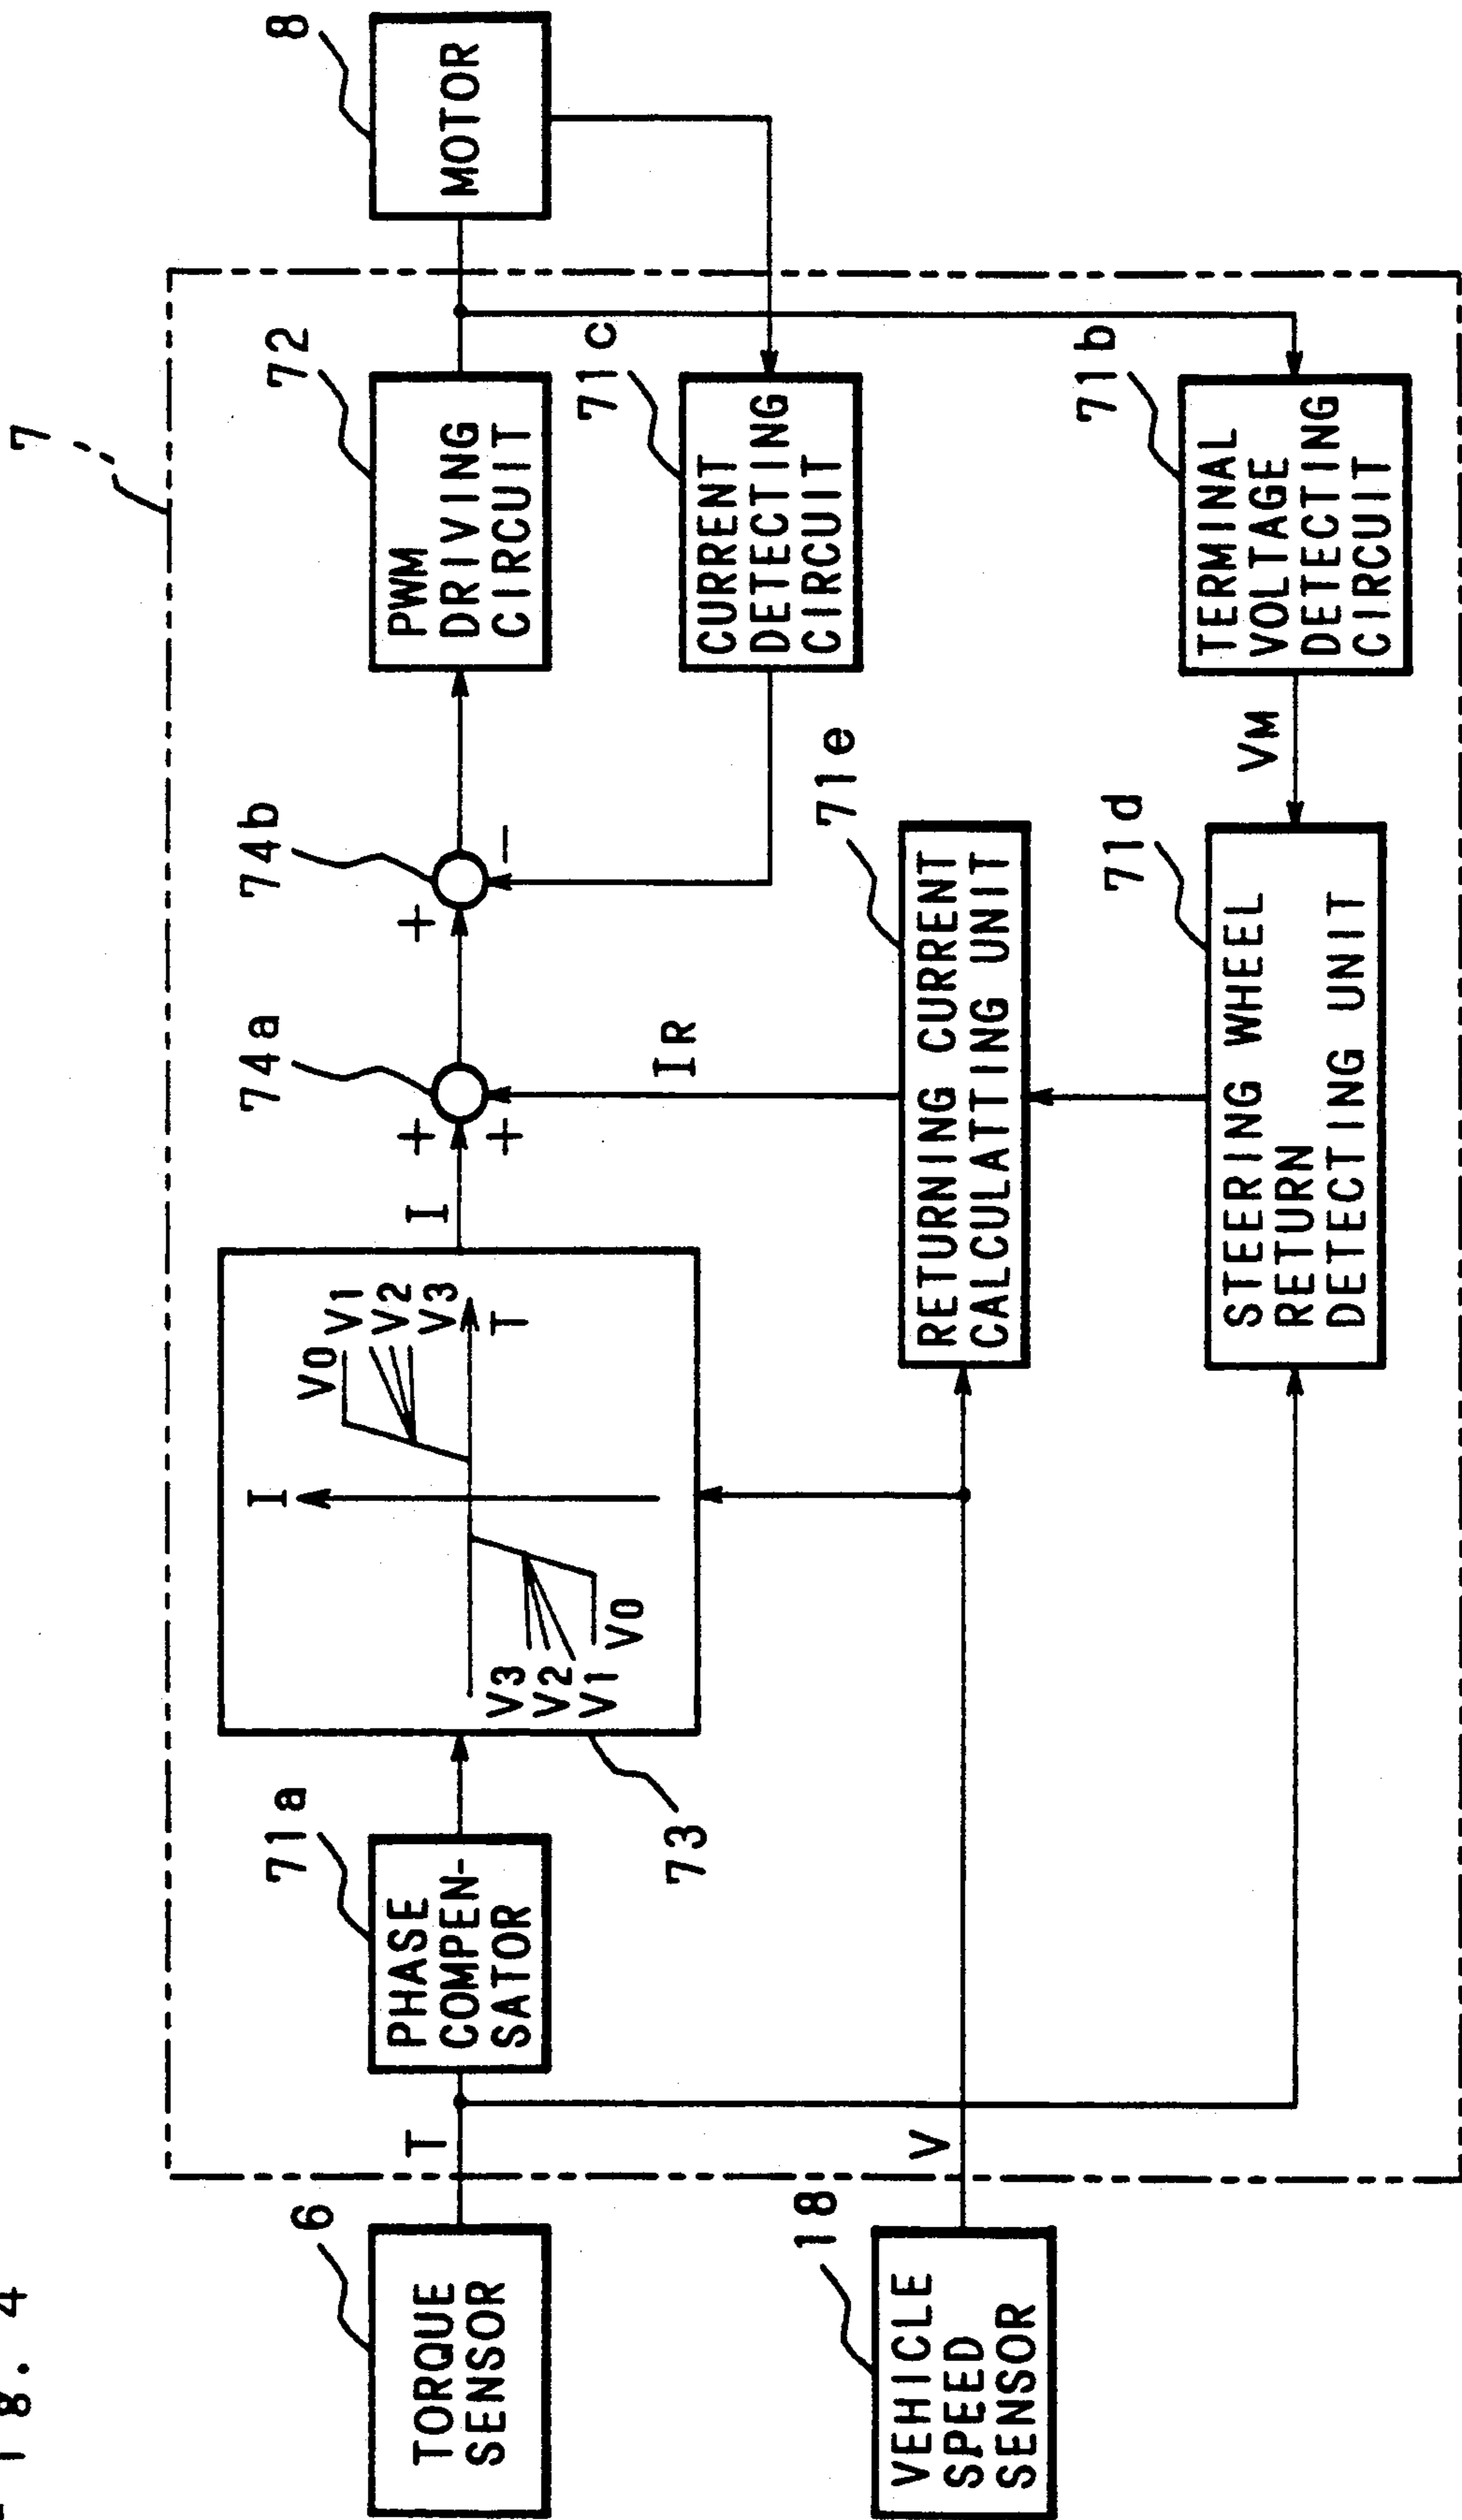 F I g. 4
7
TORQUE
SENSOR
6
T
PHASE
COMPEN-
SATOR
71a
73
I
T
V0
V1
V2
V3
V3
V2
V1
V0
I
74a
+
+
74b
+
-
PWM
DRIVING
CIRCUIT
72
MOTOR
8
CURRENT
DETECTING
CIRCUIT
71c
VEHICLE
SPEED
SENSOR
18
V
RETURNING CURRENT
CALCULATING UNIT
71e
IR
STEERING WHEEL
RETURN
DETECTING UNIT
71d
VM
TERMINAL
VOLTAGE
DETECTING
CIRCUIT
71b